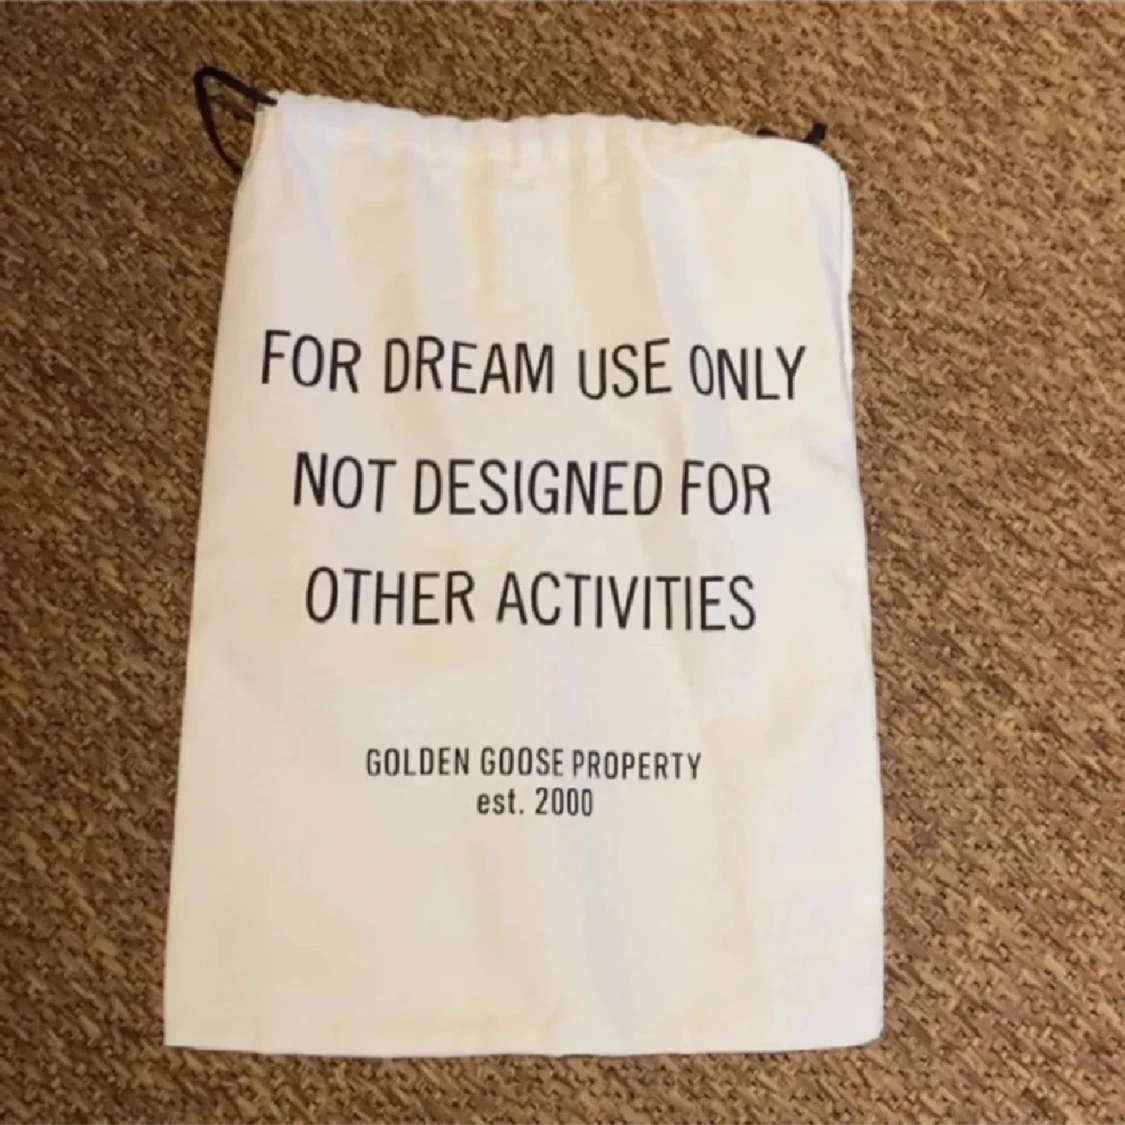 FOR DREAM USE ONLY
NOT DESIGNED FOR
OTHER ACTIVITIES
GOLDEN GOOSE PROPERTY
est. 2000